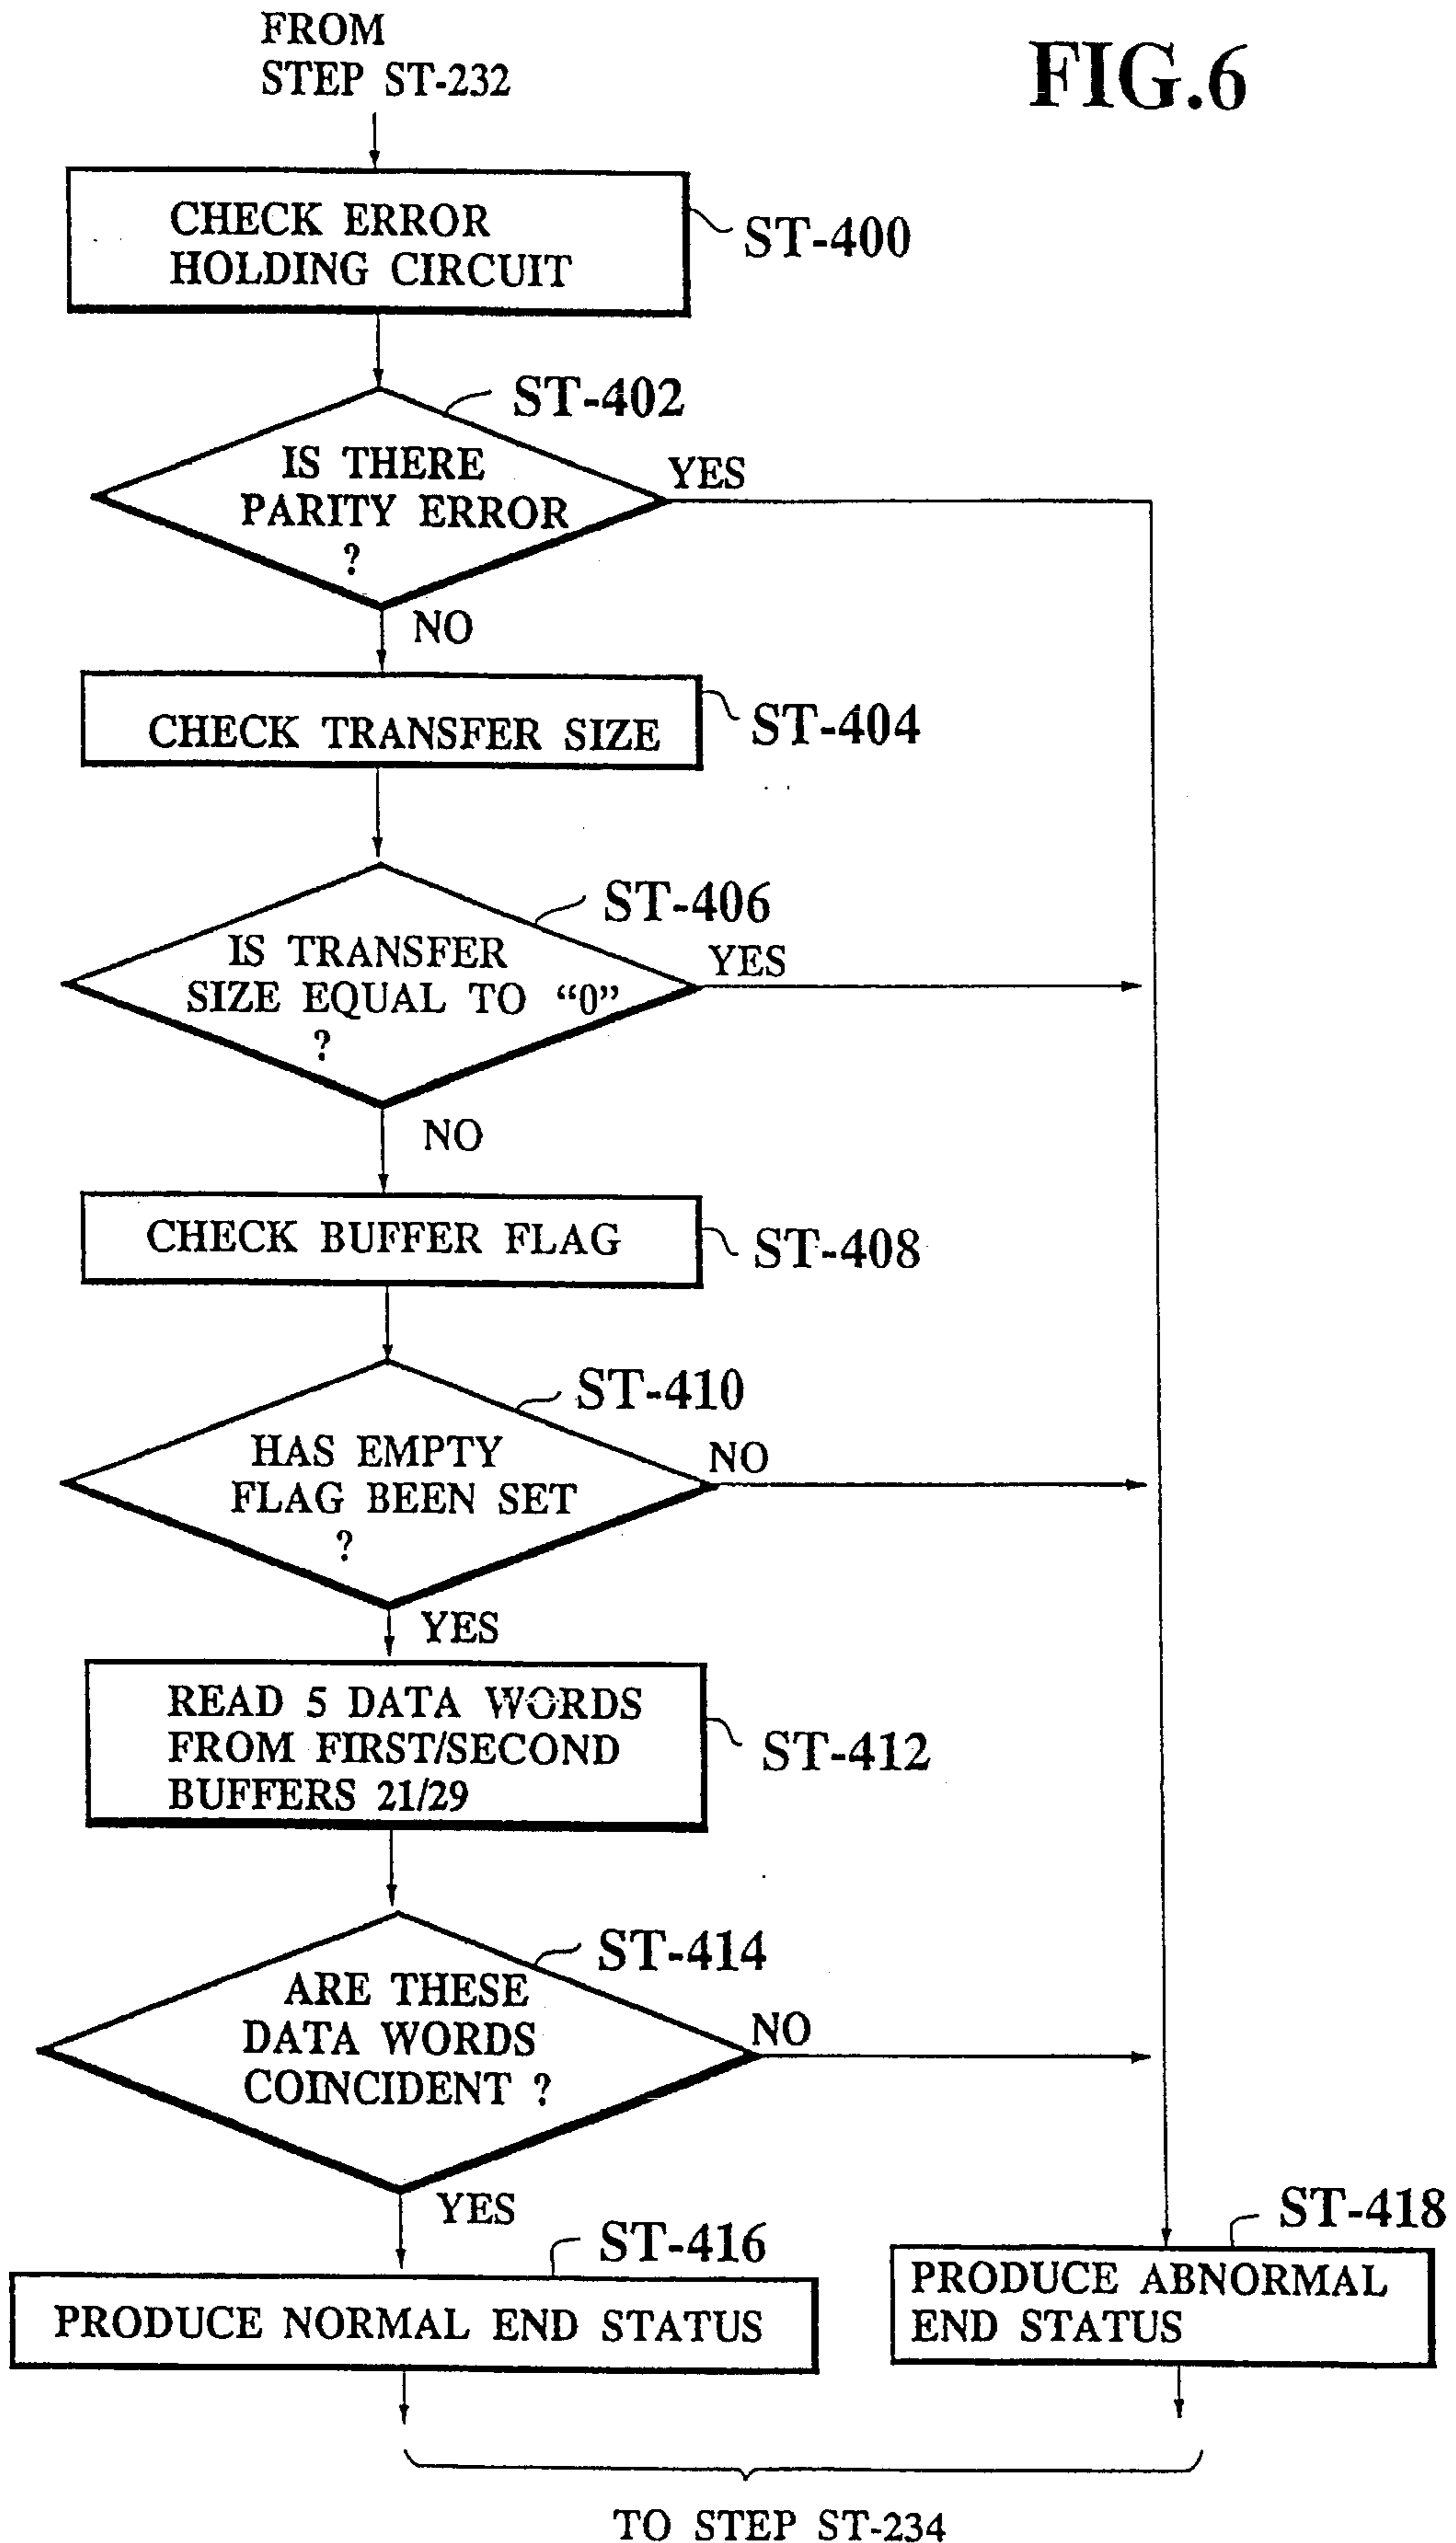 FROM
STEP ST-232
FIG.6
CHECK ERROR
HOLDING CIRCUIT
ST-400
ST-402
IS THERE
PARITY ERROR
?
YES
NO
CHECK TRANSFER SIZE
ST-404
ST-406
IS TRANSFER
SIZE EQUAL TO “0”
?
YES
NO
CHECK BUFFER FLAG
ST-408
ST-410
HAS EMPTY
FLAG BEEN SET
?
NO
YES
READ 5 DATA WORDS
FROM FIRST/SECOND
BUFFERS 21/29
ST-412
ST-414
ARE THESE
DATA WORDS
COINCIDENT ?
NO
YES
ST-416
PRODUCE NORMAL END STATUS
ST-418
PRODUCE ABNORMAL
END STATUS
TO STEP ST-234